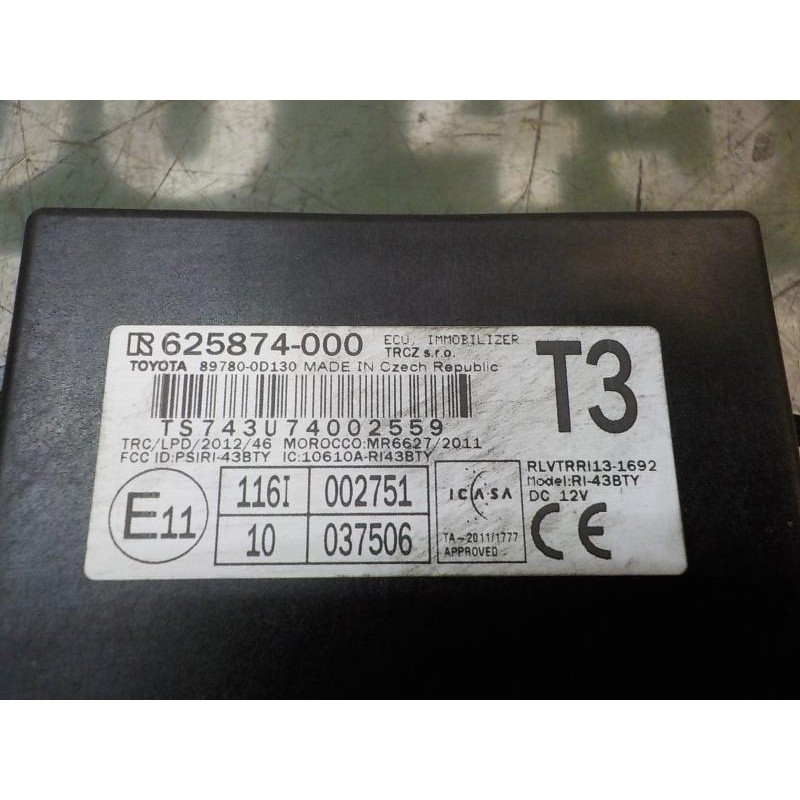 625874-000 ECU, IMMOBILIZER
TRCZ s.r.o.
TOYOTA 89780-0D130 MADE IN Czech Republic
T3
TS743U74002559
TRC/LPD/2012/46 MOROCCO:MR6627/2011
FCC ID:PSIRI-43BTY IC:10610A-RI43BTY
E11
116I 002751
10 037506
ICASA
TA-2011/1777
APPROVED
RLVTRRI13-1692
Model:RI-43BTY
DC 12V
CE